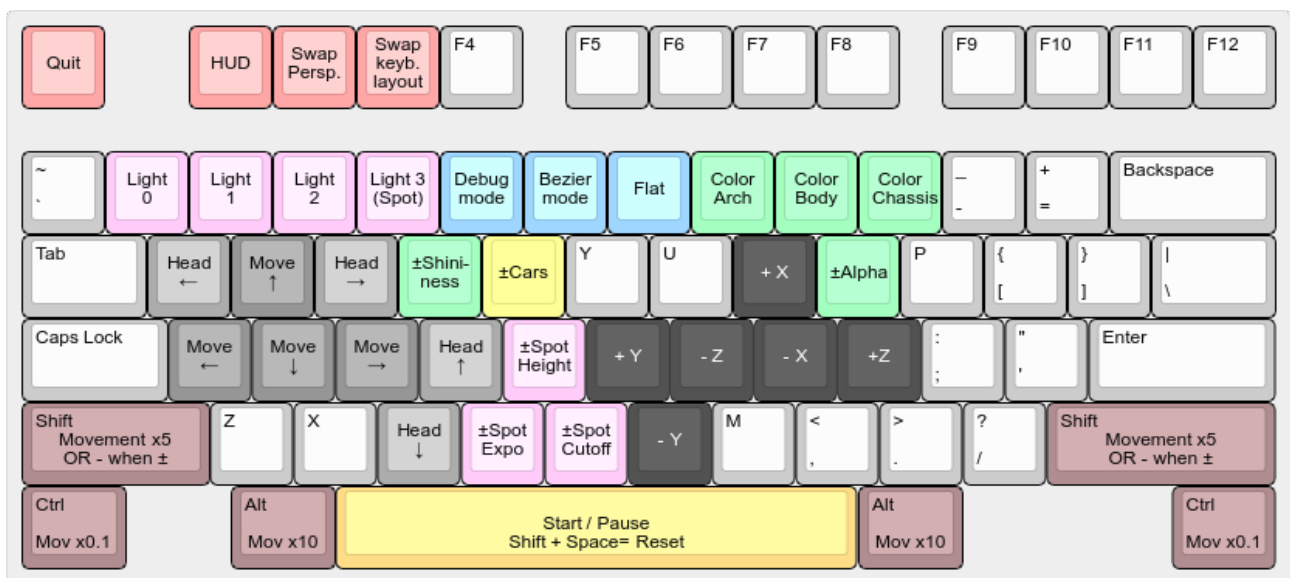 Quit
HUD
Swap
Persp.
Swap
keyb.
layout
F4
F5
F6
F7
F8
F9
F10
F11
F12
~
`
Light
0
Light
1
Light
2
Light 3
(Spot)
Debug
mode
Bezier
mode
Flat
Color
Arch
Color
Body
Color
Chassis
_
-
+
=
Backspace
Tab
Head
←
Move
↑
Head
→
±Shini-
ness
±Cars
Y
U
+ X
±Alpha
P
{
[
}
]
|
\
Caps Lock
Move
←
Move
↓
Move
→
Head
↑
±Spot
Height
+ Y
- Z
- X
+Z
:
;
"
'
Enter
Shift
Movement x5
OR - when ±
Z
X
Head
↓
±Spot
Expo
±Spot
Cutoff
- Y
M
<
,
>
.
?
/
Shift
Movement x5
OR - when ±
Ctrl
Mov x0.1
Alt
Mov x10
Start / Pause
Shift + Space= Reset
Alt
Mov x10
Ctrl
Mov x0.1